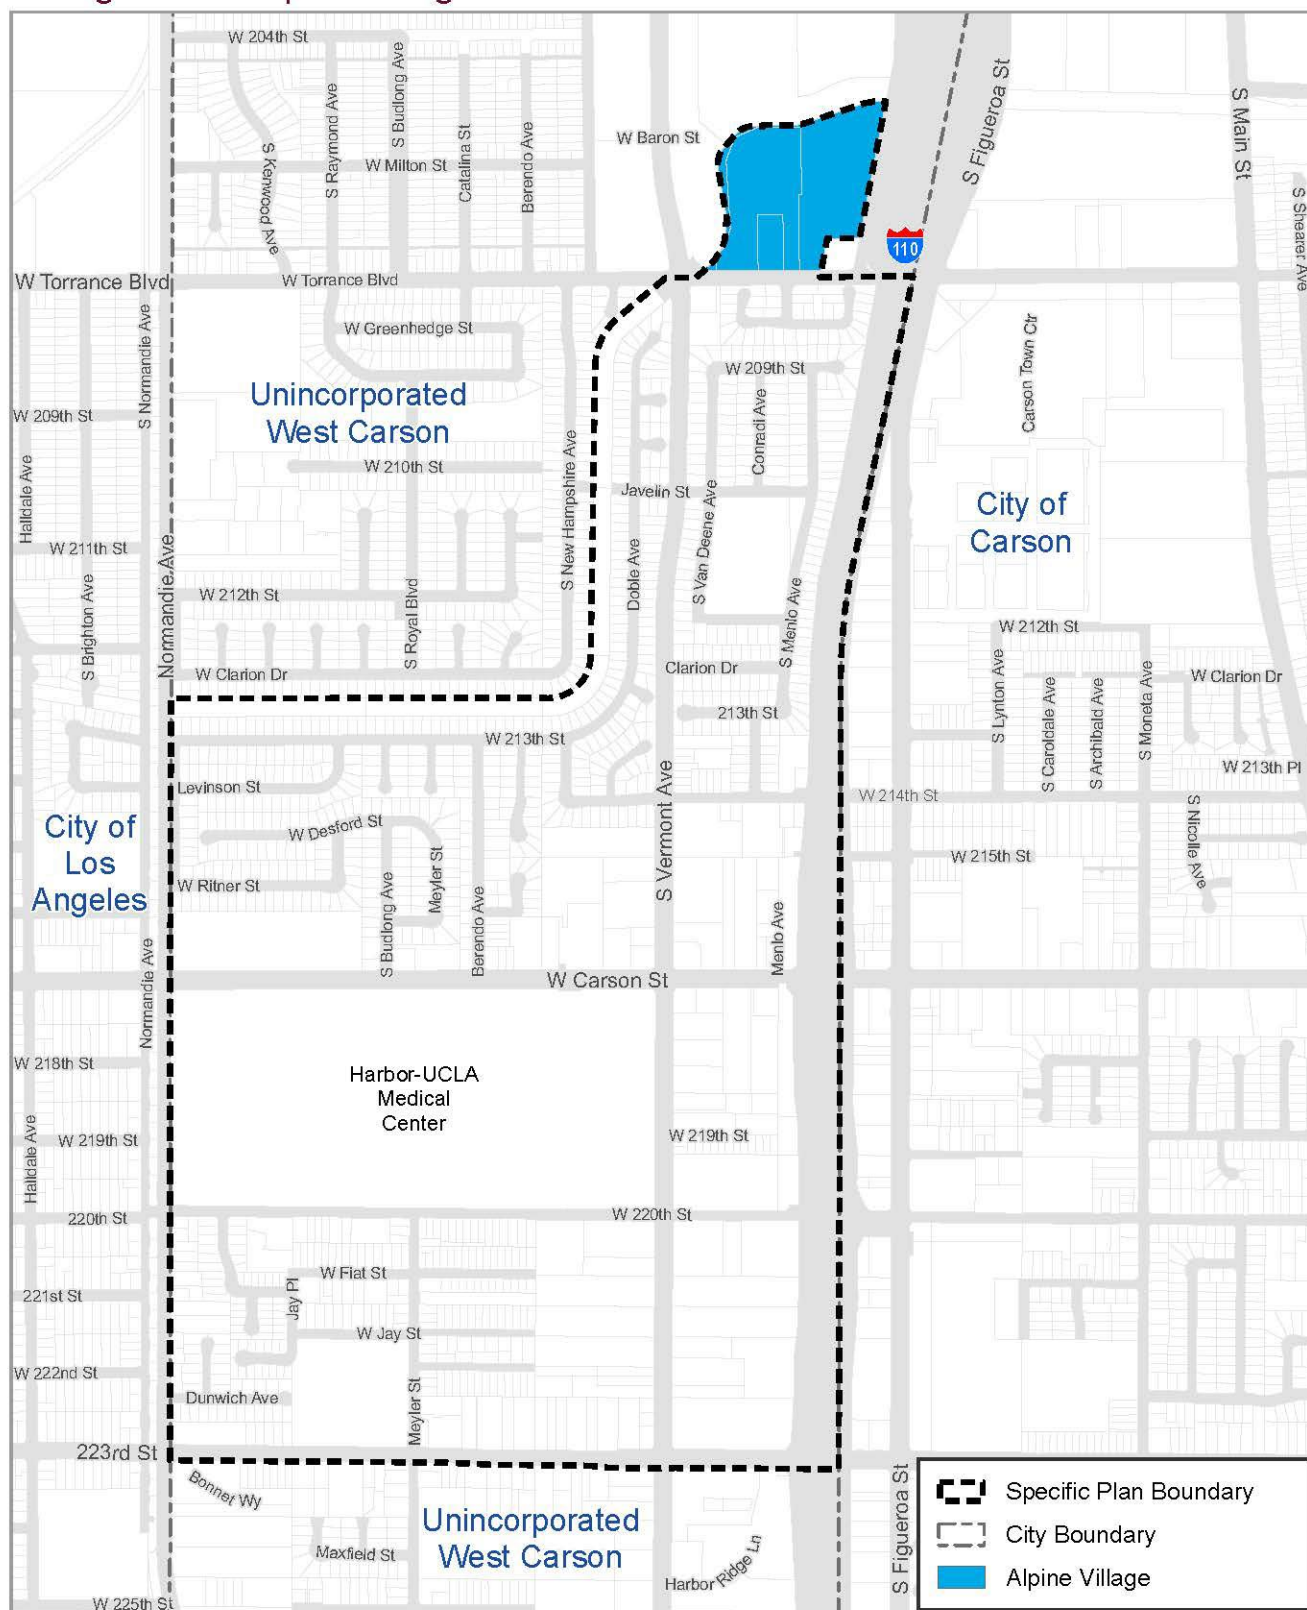 W 204th St
S Budlong Ave
S Raymond Ave
S Kenwood Ave
Catalina St
Berendo Ave
W Milton St
W Baron St
S Figueroa St
S Main St
S Shearer Ave
110
W Torrance Blvd
W Torrance Blvd
S Normandie Ave
W Greenhedge St
W 209th St
Carson Town Ctr
Unincorporated
West Carson
W 209th St
Conradi Ave
Halldale Ave
W 210th St
S New Hampshire Ave
Javelin St
S Van Deene Ave
City of
Carson
W 211th St
Normandie Ave
Doble Ave
S Brighton Ave
W 212th St
S Royal Blvd
S Menlo Ave
W 212th St
W Clarion Dr
Clarion Dr
S Lynton Ave
S Caroldale Ave
S Archibald Ave
S Moneta Ave
W Clarion Dr
213th St
W 213th St
W 213th Pl
Levinson St
S Vermont Ave
W 214th St
S Nicolle Ave
City of
Los
Angeles
W Desford St
Meyler St
W 215th St
W Ritner St
S Budlong Ave
Berendo Ave
Menlo Ave
Normandie Ave
W Carson St
W 218th St
Harbor-UCLA
Medical
Center
Halldale Ave
W 219th St
W 219th St
220th St
W 220th St
W Fiat St
Jay Pl
221st St
W Jay St
W 222nd St
Dunwich Ave
Meyler St
223rd St
Bonnet Wy
Unincorporated
West Carson
Maxfield St
Harbor Ridge Ln
S Figueroa St
W 225th St
Specific Plan Boundary
City Boundary
Alpine Village